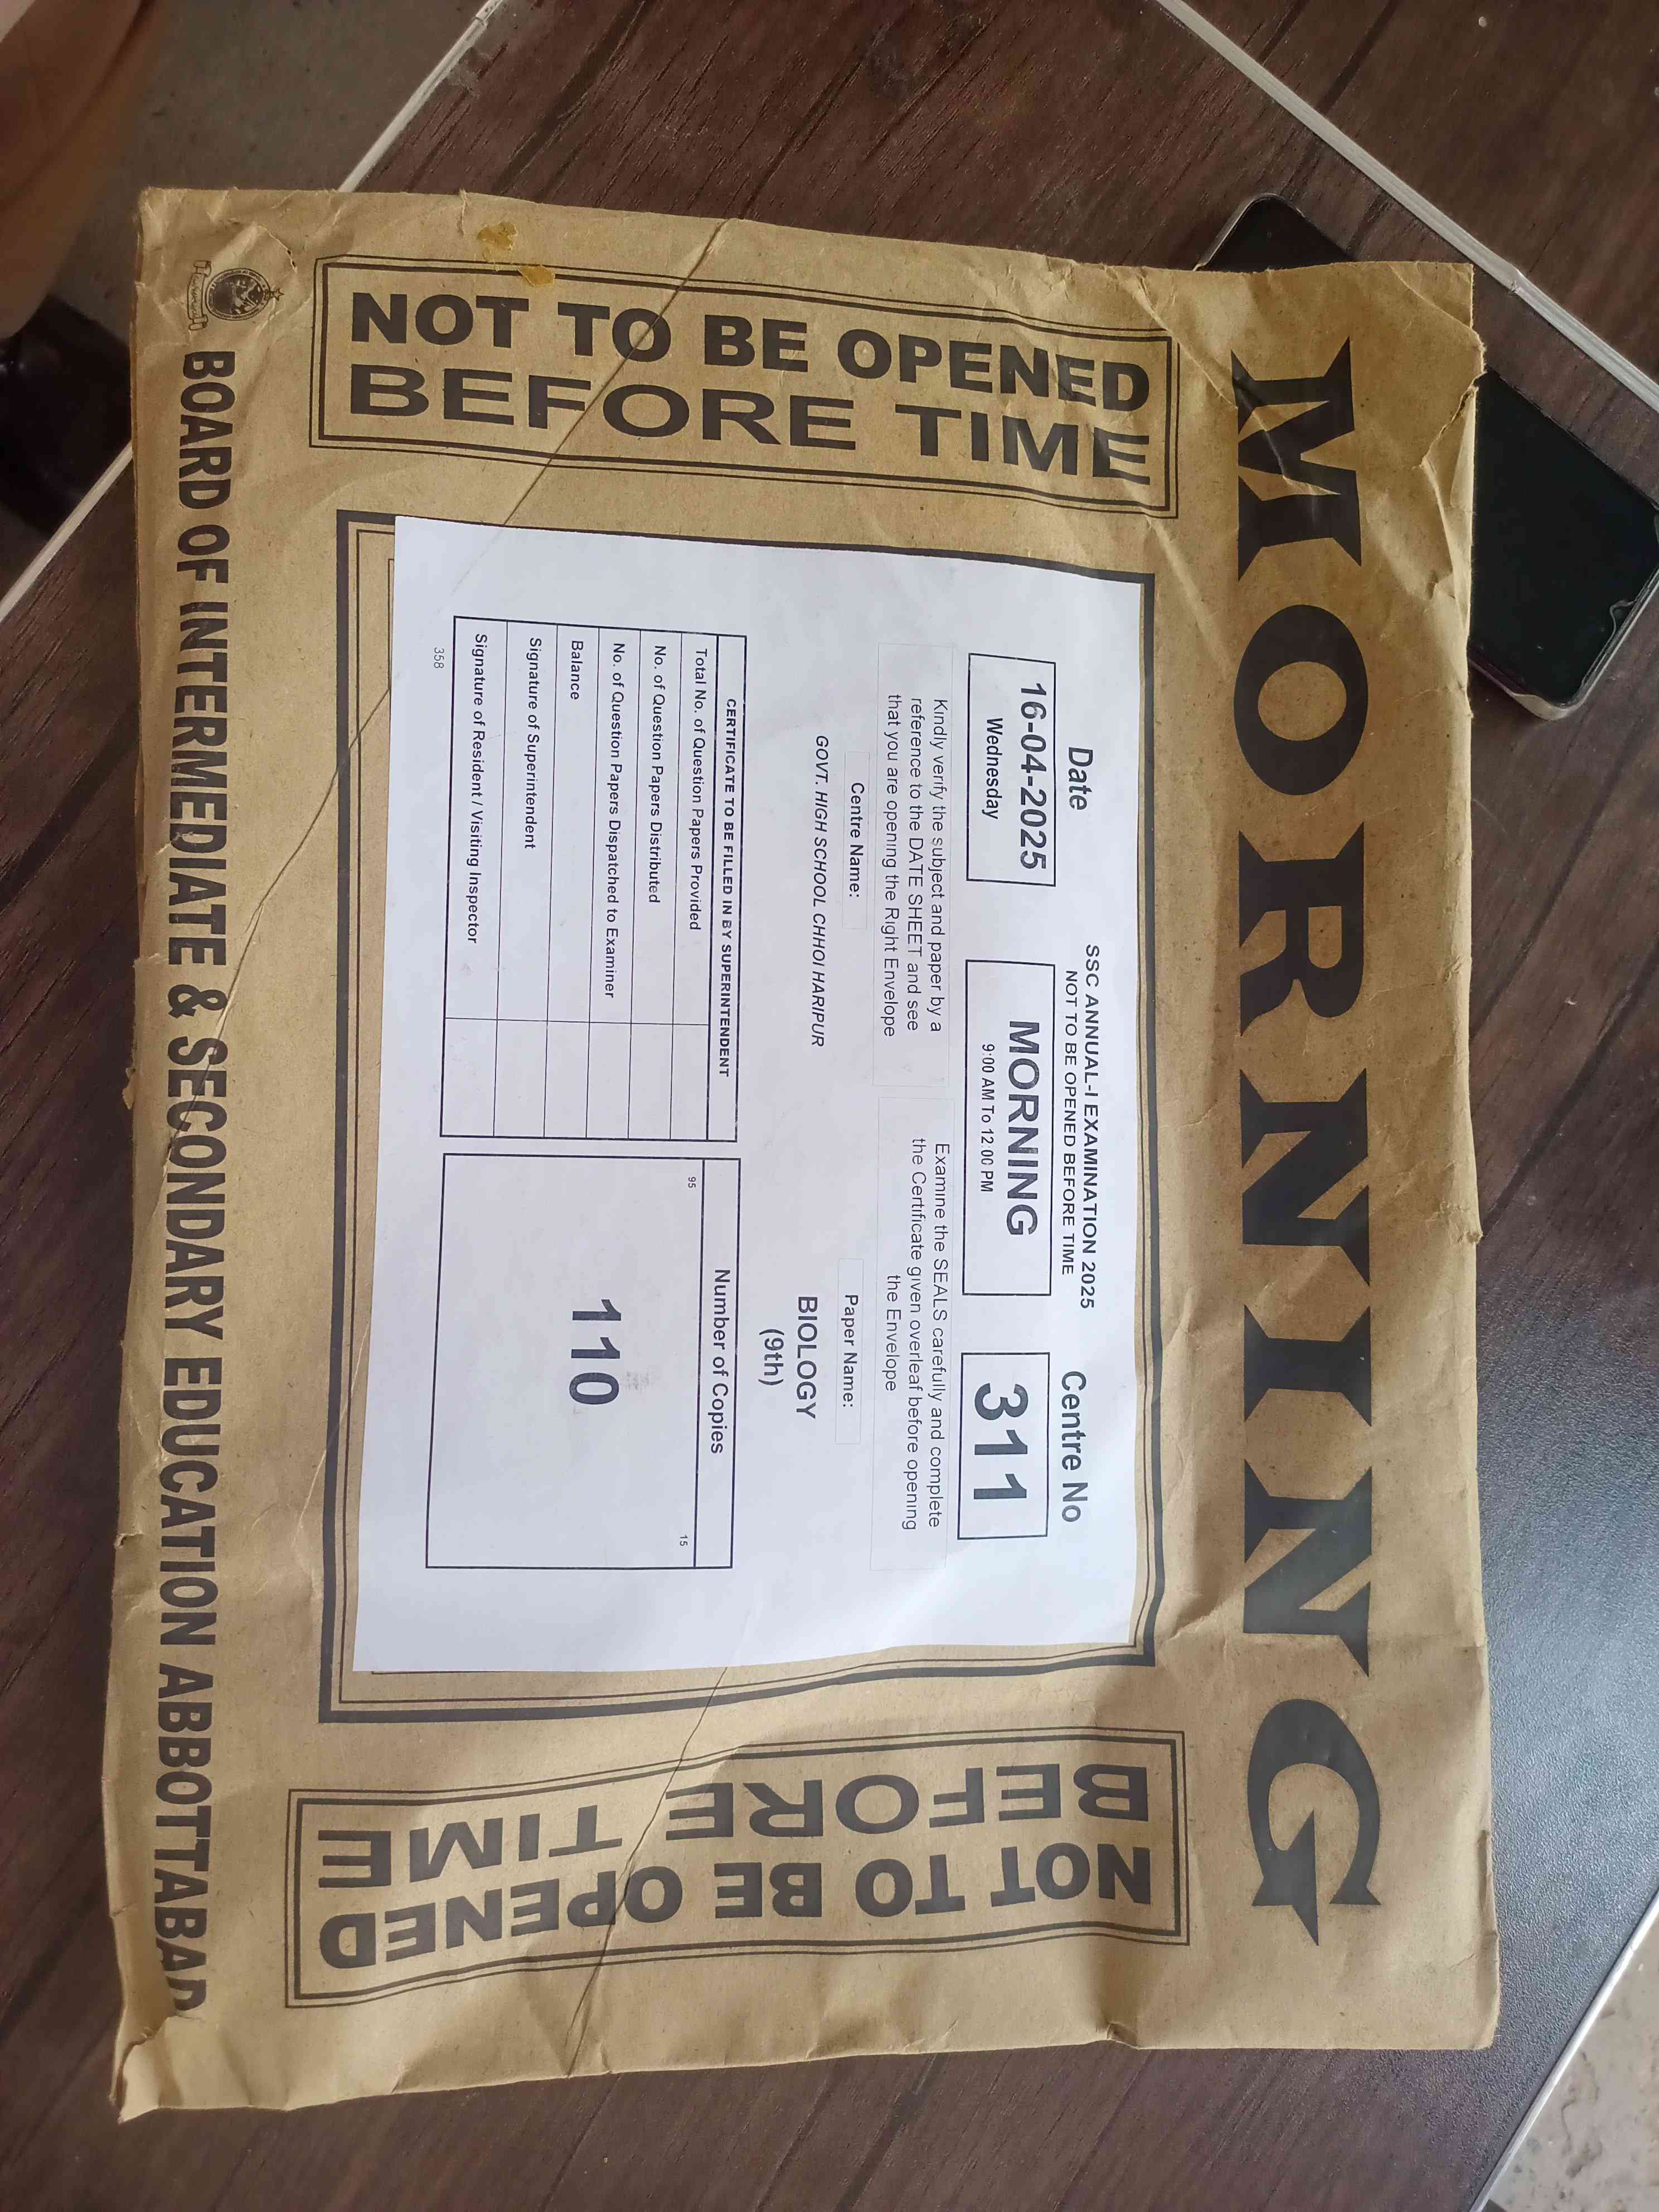 MORNING
NOT TO BE OPENED
BEFORE TIME
SSC ANNUAL-I EXAMINATION 2025
NOT TO BE OPENED BEFORE TIME
Date
16-04-2025
Wednesday
MORNING
9:00 AM To 12:00 PM
Centre No
311
Kindly verify the subject and paper by a
reference to the DATE SHEET and see
that you are opening the Right Envelope
Examine the SEALS carefully and complete
the Certificate given overleaf before opening
the Envelope
Centre Name:
GOVT. HIGH SCHOOL CHHOI HARIPUR
Paper Name:
BIOLOGY
(9th)
CERTIFICATE TO BE FILLED IN BY SUPERINTENDENT
Total No. of Question Papers Provided
No. of Question Papers Distributed
No. of Question Papers Dispatched to Examiner
Balance
Signature of Superintendent
Signature of Resident / Visiting Inspector
358
Number of Copies
95
15
110
NOT TO BE OPENED
BEFORE TIME
BOARD OF INTERMEDIATE & SECONDARY EDUCATION ABBOTTABAD